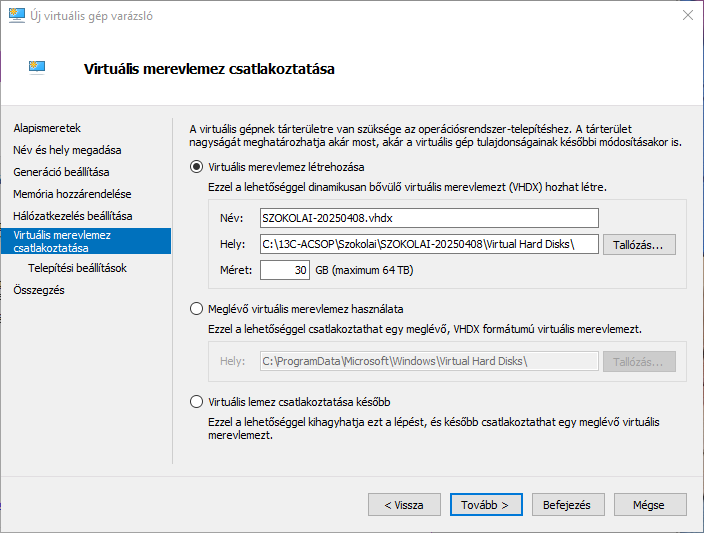 Új virtuális gép varázsló
Virtuális merevlemez csatlakoztatása
Alapismeretek
Név és hely megadása
Generáció beállítása
Memória hozzárendelése
Hálózatkezelés beállítása
Virtuális merevlemez
csatlakoztatása
Telepítési beállítások
Összegzés
A virtuális gépnek tárterületre van szüksége az operációsrendszer-telepítéshez. A tárterület
nagyságát meghatározhatja akár most, akár a virtuális gép tulajdonságainak későbbi módosításakor is.
Virtuális merevlemez létrehozása
Ezzel a lehetőséggel dinamikusan bővülő virtuális merevlemezt (VHDX) hozhat létre.
Név: SZOKOLAI-20250408.vhdx
Hely: C:\13C-ACSOP\Szokolai\SZOKOLAI-20250408\Virtual Hard Disks\ Tallózás...
Méret: 30 GB (maximum 64 TB)
Meglévő virtuális merevlemez használata
Ezzel a lehetőséggel csatlakoztathat egy meglévő, VHDX formátumú virtuális merevlemezt.
Hely: C:\ProgramData\Microsoft\Windows\Virtual Hard Disks\ Tallózás...
Virtuális lemez csatlakoztatása később
Ezzel a lehetőséggel kihagyhatja ezt a lépést, és később csatlakoztathat egy meglévő virtuális
merevlemezt.
< Vissza Tovább > Befejezés Mégse